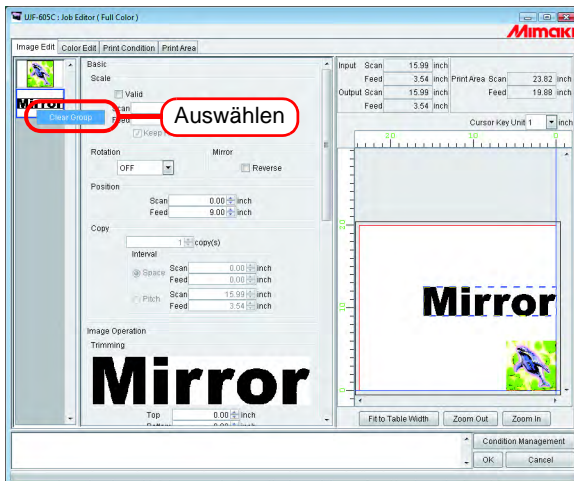 UJF-605C : Job Editor ( Full Color )
Mimaki
Image Edit Color Edit Print Condition Print Area
Mirror
Clear Group
Auswählen
Basic
Scale
Valid
Scan
Feed
Keep
Rotation Mirror
OFF Reverse
Position
Scan 0.00 inch
Feed 9.00 inch
Copy
1 copy(s)
Interval
Space Scan 0.00 inch
Feed 0.00 inch
Pitch Scan 15.99 inch
Feed 3.54 inch
Image Operation
Trimming
Mirror
Top 0.00 inch
Input Scan 15.99 inch
Feed 3.54 inch Print Area Scan 23.82 inch
Output Scan 15.99 inch Feed 19.88 inch
Feed 3.54 inch
Cursor Key Unit 1 inch
20 10 0
20
10
0
Mirror
Fit to Table Width Zoom Out Zoom In
Condition Management
OK Cancel